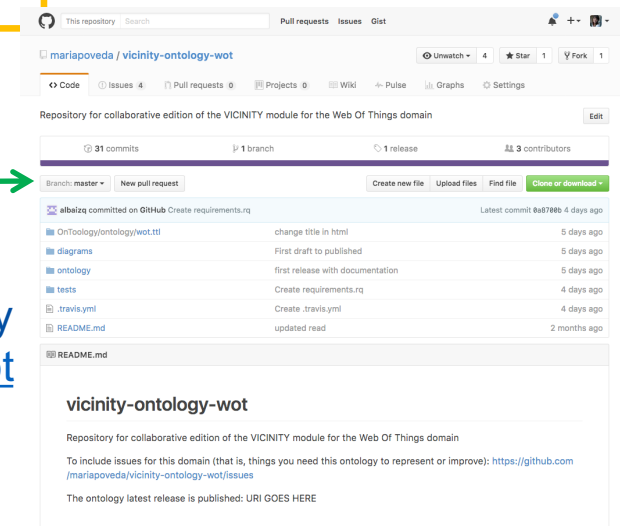 This repository Search Pull requests Issues Gist
mariapoveda / vicinity-ontology-wot Unwatch 4 Star 1 Fork 1
Code Issues 4 Pull requests 0 Projects 0 Wiki Pulse Graphs Settings
Repository for collaborative edition of the VICINITY module for the Web Of Things domain Edit
31 commits 1 branch 1 release 3 contributors
Branch: master New pull request Create new file Upload files Find file Clone or download
albaizq committed on GitHub Create requirements.rq Latest commit 0a8700b 4 days ago
OnToology/ontology/wot.ttl change title in html 5 days ago
diagrams First draft to published 5 days ago
ontology first release with documentation 5 days ago
tests Create requirements.rq 4 days ago
.travis.yml Create .travis.yml 4 days ago
README.md updated read 2 months ago
y
ot
README.md
vicinity-ontology-wot
Repository for collaborative edition of the VICINITY module for the Web Of Things domain
To include issues for this domain (that is, things you need this ontology to represent or improve): https://github.com
/mariapoveda/vicinity-ontology-wot/issues
The ontology latest release is published: URI GOES HERE